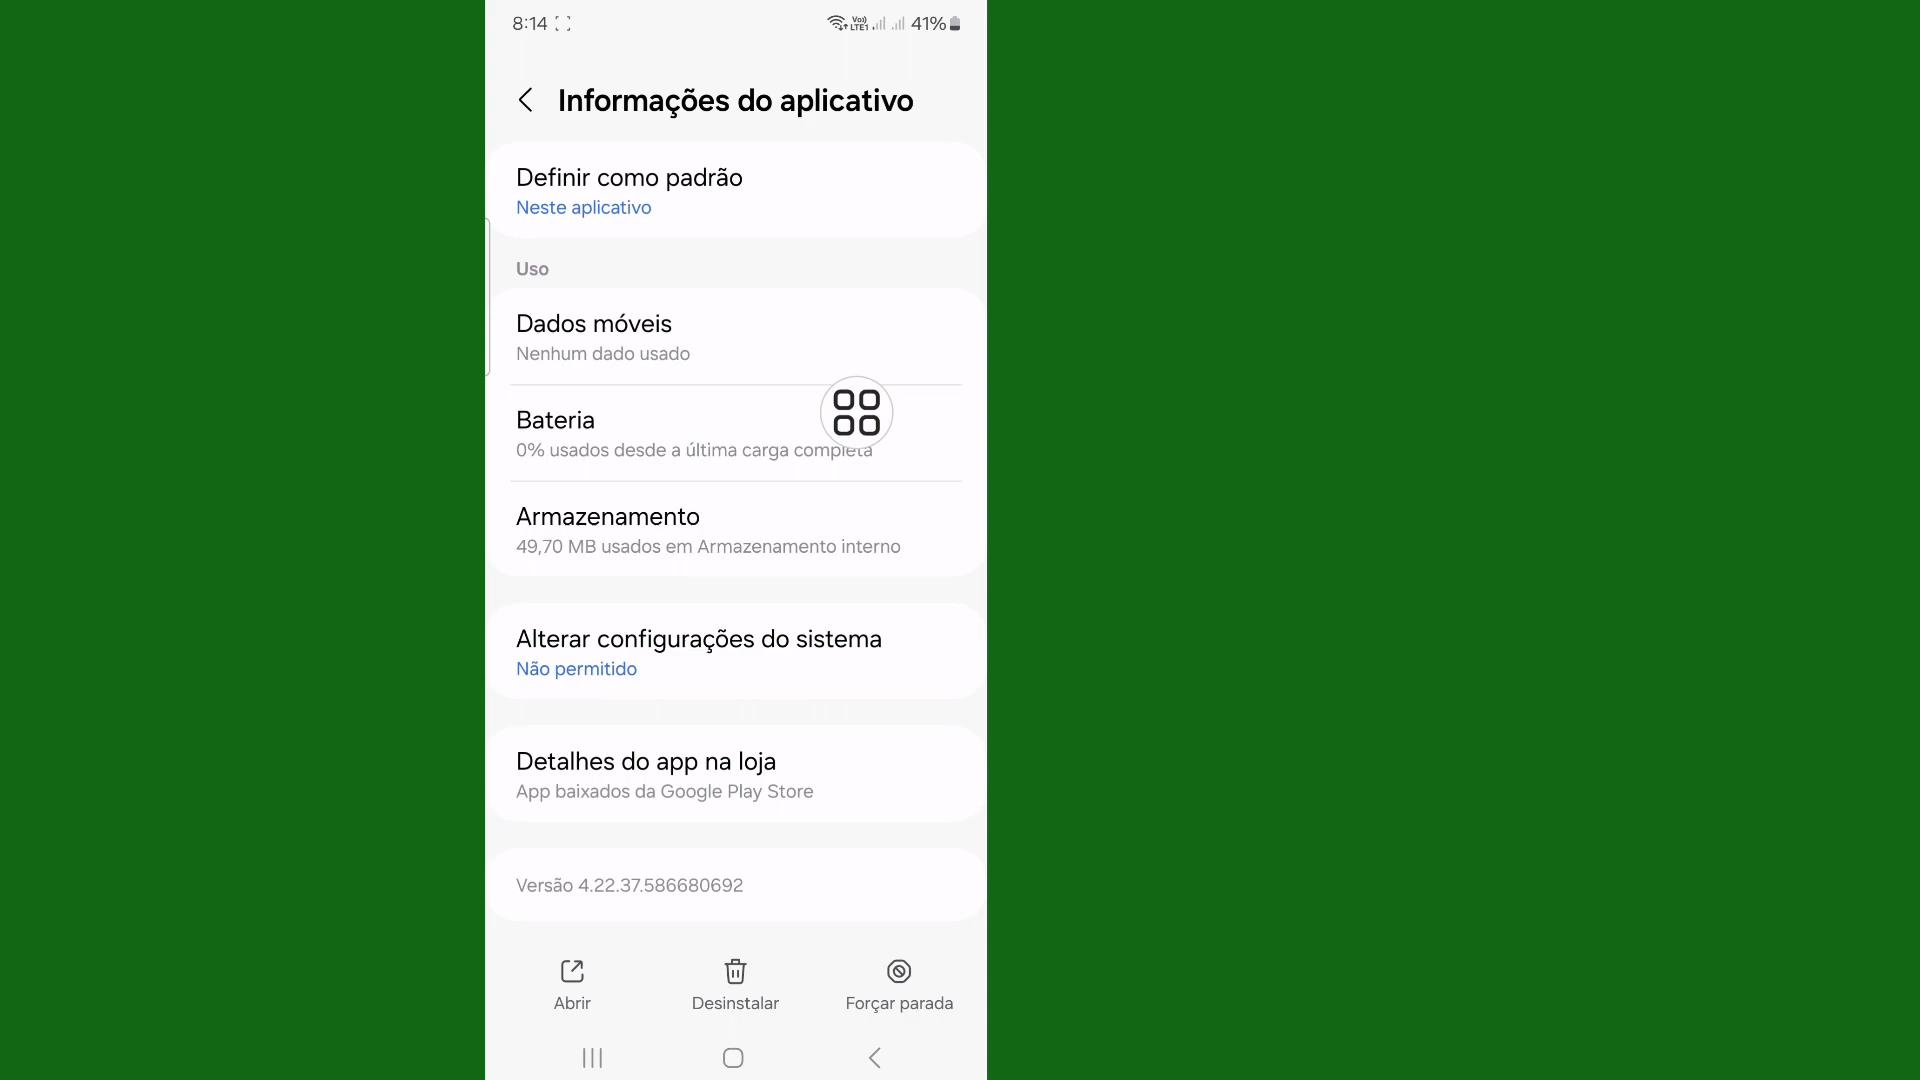 8:14
Vo)) LTE1 41%
Informações do aplicativo
Definir como padrão
Neste aplicativo
Uso
Dados móveis
Nenhum dado usado
Bateria
0% usados desde a última carga completa
Armazenamento
49,70 MB usados em Armazenamento interno
Alterar configurações do sistema
Não permitido
Detalhes do app na loja
App baixados da Google Play Store
Versão 4.22.37.586680692
Abrir
Desinstalar
Forçar parada